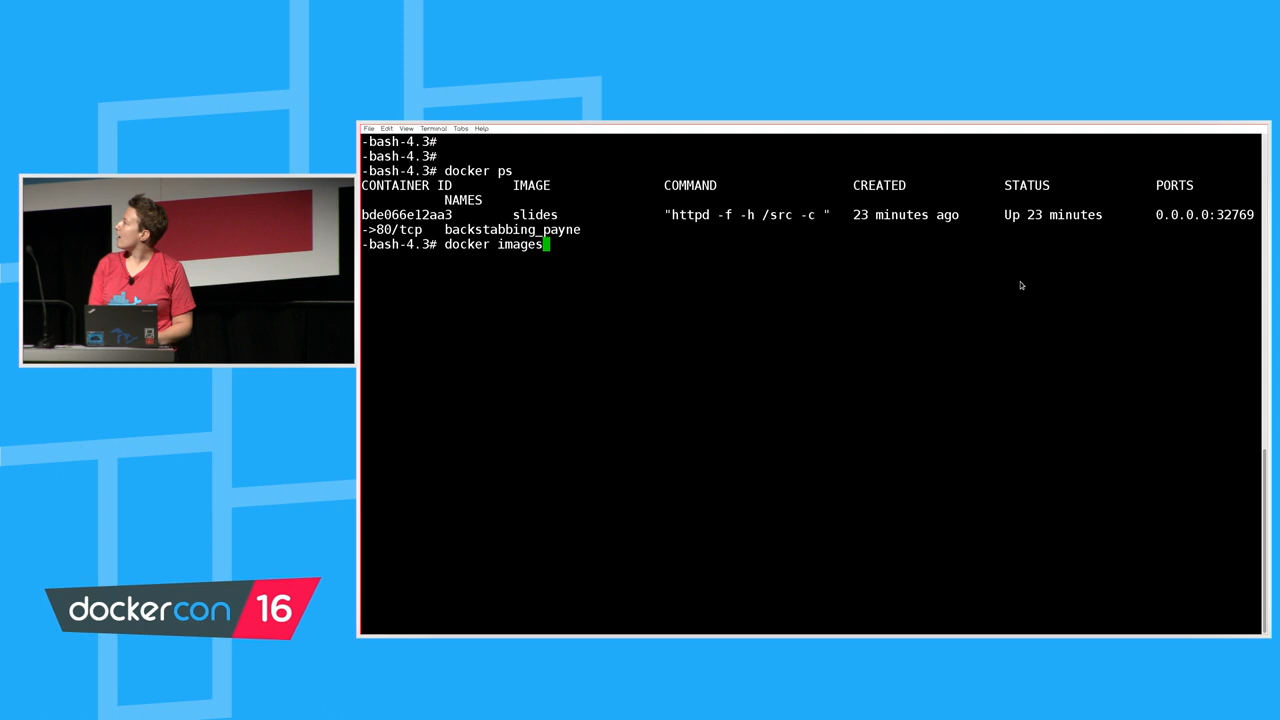 File Edit View Terminal Tabs Help
-bash-4.3#
-bash-4.3#
-bash-4.3# docker ps
CONTAINER ID IMAGE COMMAND CREATED STATUS PORTS
NAMES
bde066e12aa3 slides "httpd -f -h /src -c " 23 minutes ago Up 23 minutes 0.0.0.0:32769
->80/tcp backstabbing_payne
-bash-4.3# docker images
dockercon 16